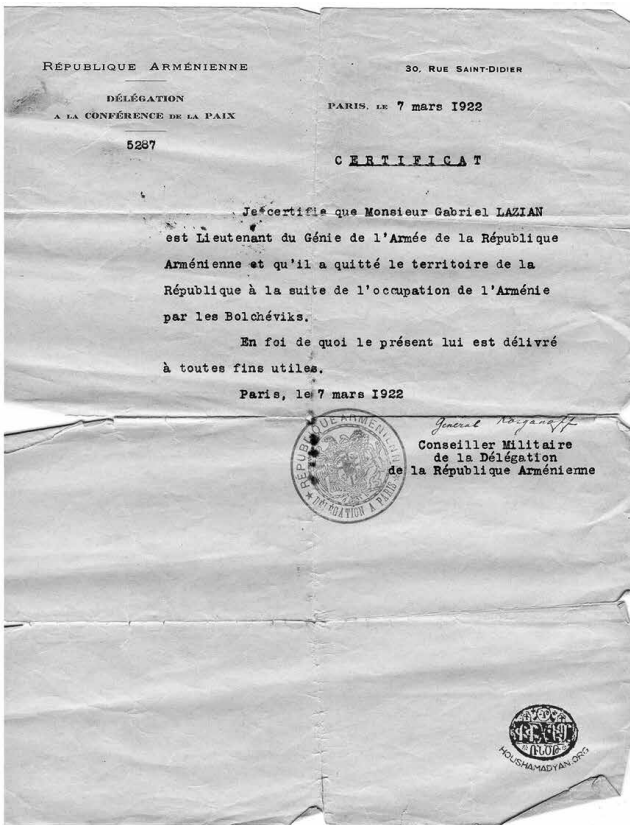 RÉPUBLIQUE ARMÉNIENNE
DÉLÉGATION
A LA CONFÉRENCE DE LA PAIX
5287
30, RUE SAINT-DIDIER
PARIS, LE 7 mars I922
CERTIFICAT
Je certifie que Monsieur Gabriel LAZIAN
est Lieutenant du Génie de l'Armée de la République
Arménienne et qu'il a quitté le territoire de la
République à la suite de l'occupation de l'Arménie
par les Bolchéviks.
En foi de quoi le présent lui est délivré
à toutes fins utiles.
Paris, le 7 mars I922
General Korganoff
Conseiller Militaire
de la Délégation
de la République Arménienne
RÉPUBLIQUE ARMÉNIENNE
DÉLÉGATION A PARIS
HOUSHAMADYAN.ORG